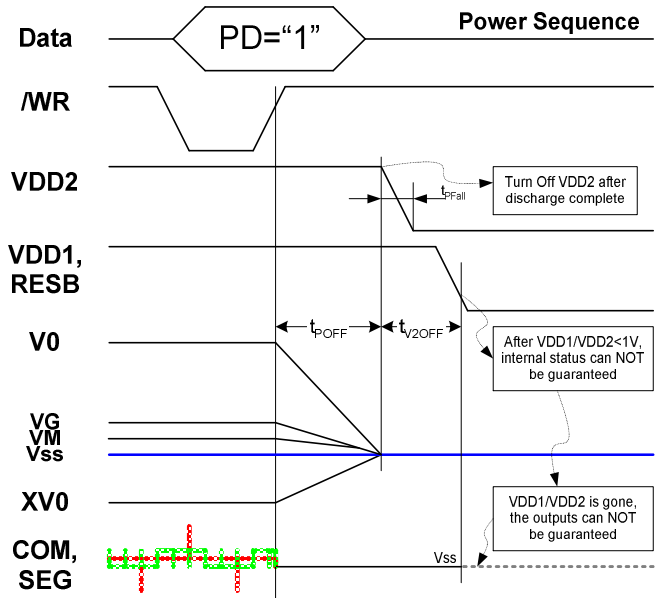 Power Sequence
Data
PD=“1”
/WR
VDD2
tPFall
Turn Off VDD2 after
discharge complete
VDD1,
RESB
tPOFF
tV2OFF
V0
After VDD1/VDD2<1V,
internal status can NOT
be guaranteed
VG
VM
Vss
XV0
VDD1/VDD2 is gone,
the outputs can NOT
be guaranteed
COM,
SEG
Vss